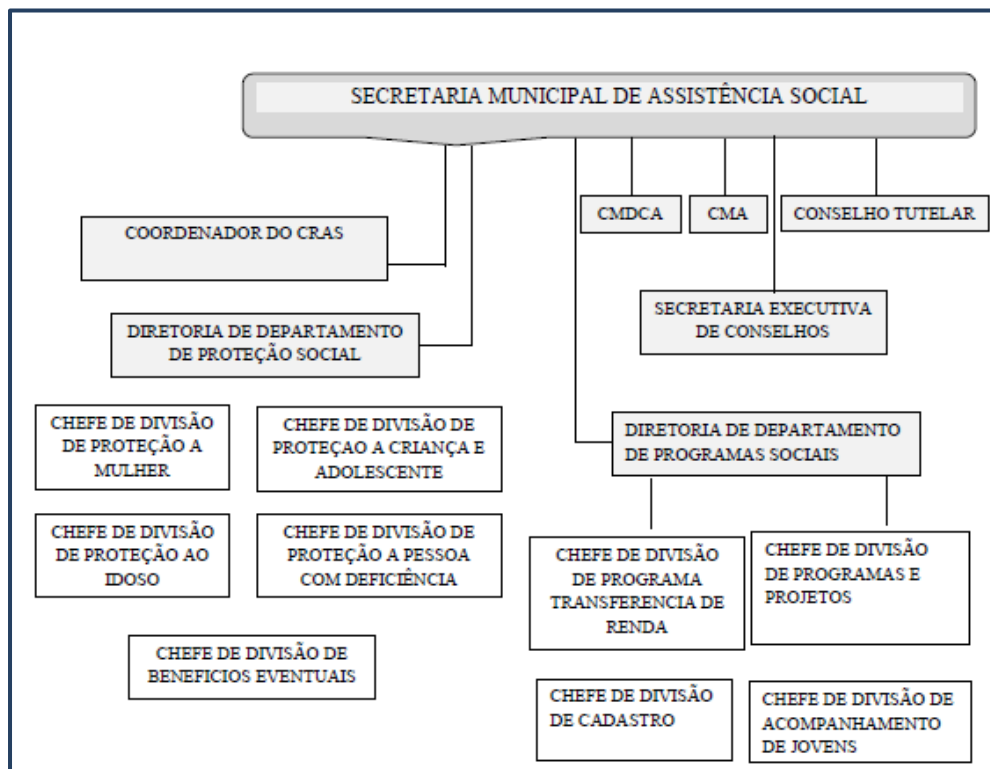 SECRETARIA MUNICIPAL DE ASSISTÊNCIA SOCIAL
CMDCA
CMA
CONSELHO TUTELAR
COORDENADOR DO CRAS
SECRETARIA EXECUTIVA
DE CONSELHOS
DIRETORIA DE DEPARTAMENTO
DE PROTEÇÃO SOCIAL
CHEFE DE DIVISÃO
DE PROTEÇÃO A
MULHER
CHEFE DE DIVISÃO DE
PROTEÇAO A CRIANÇA E
ADOLESCENTE
CHEFE DE DIVISÃO
DE PROTEÇÃO AO
IDOSO
CHEFE DE DIVISÃO DE
PROTEÇÃO A PESSOA
COM DEFICIÊNCIA
CHEFE DE DIVISÃO DE
BENEFICIOS EVENTUAIS
DIRETORIA DE DEPARTAMENTO
DE PROGRAMAS SOCIAIS
CHEFE DE DIVISÃO
DE PROGRAMA
TRANSFERENCIA DE
RENDA
CHEFE DE DIVISÃO
DE PROGRAMAS E
PROJETOS
CHEFE DE DIVISÃO
DE CADASTRO
CHEFE DE DIVISÃO DE
ACOMPANHAMENTO
DE JOVENS